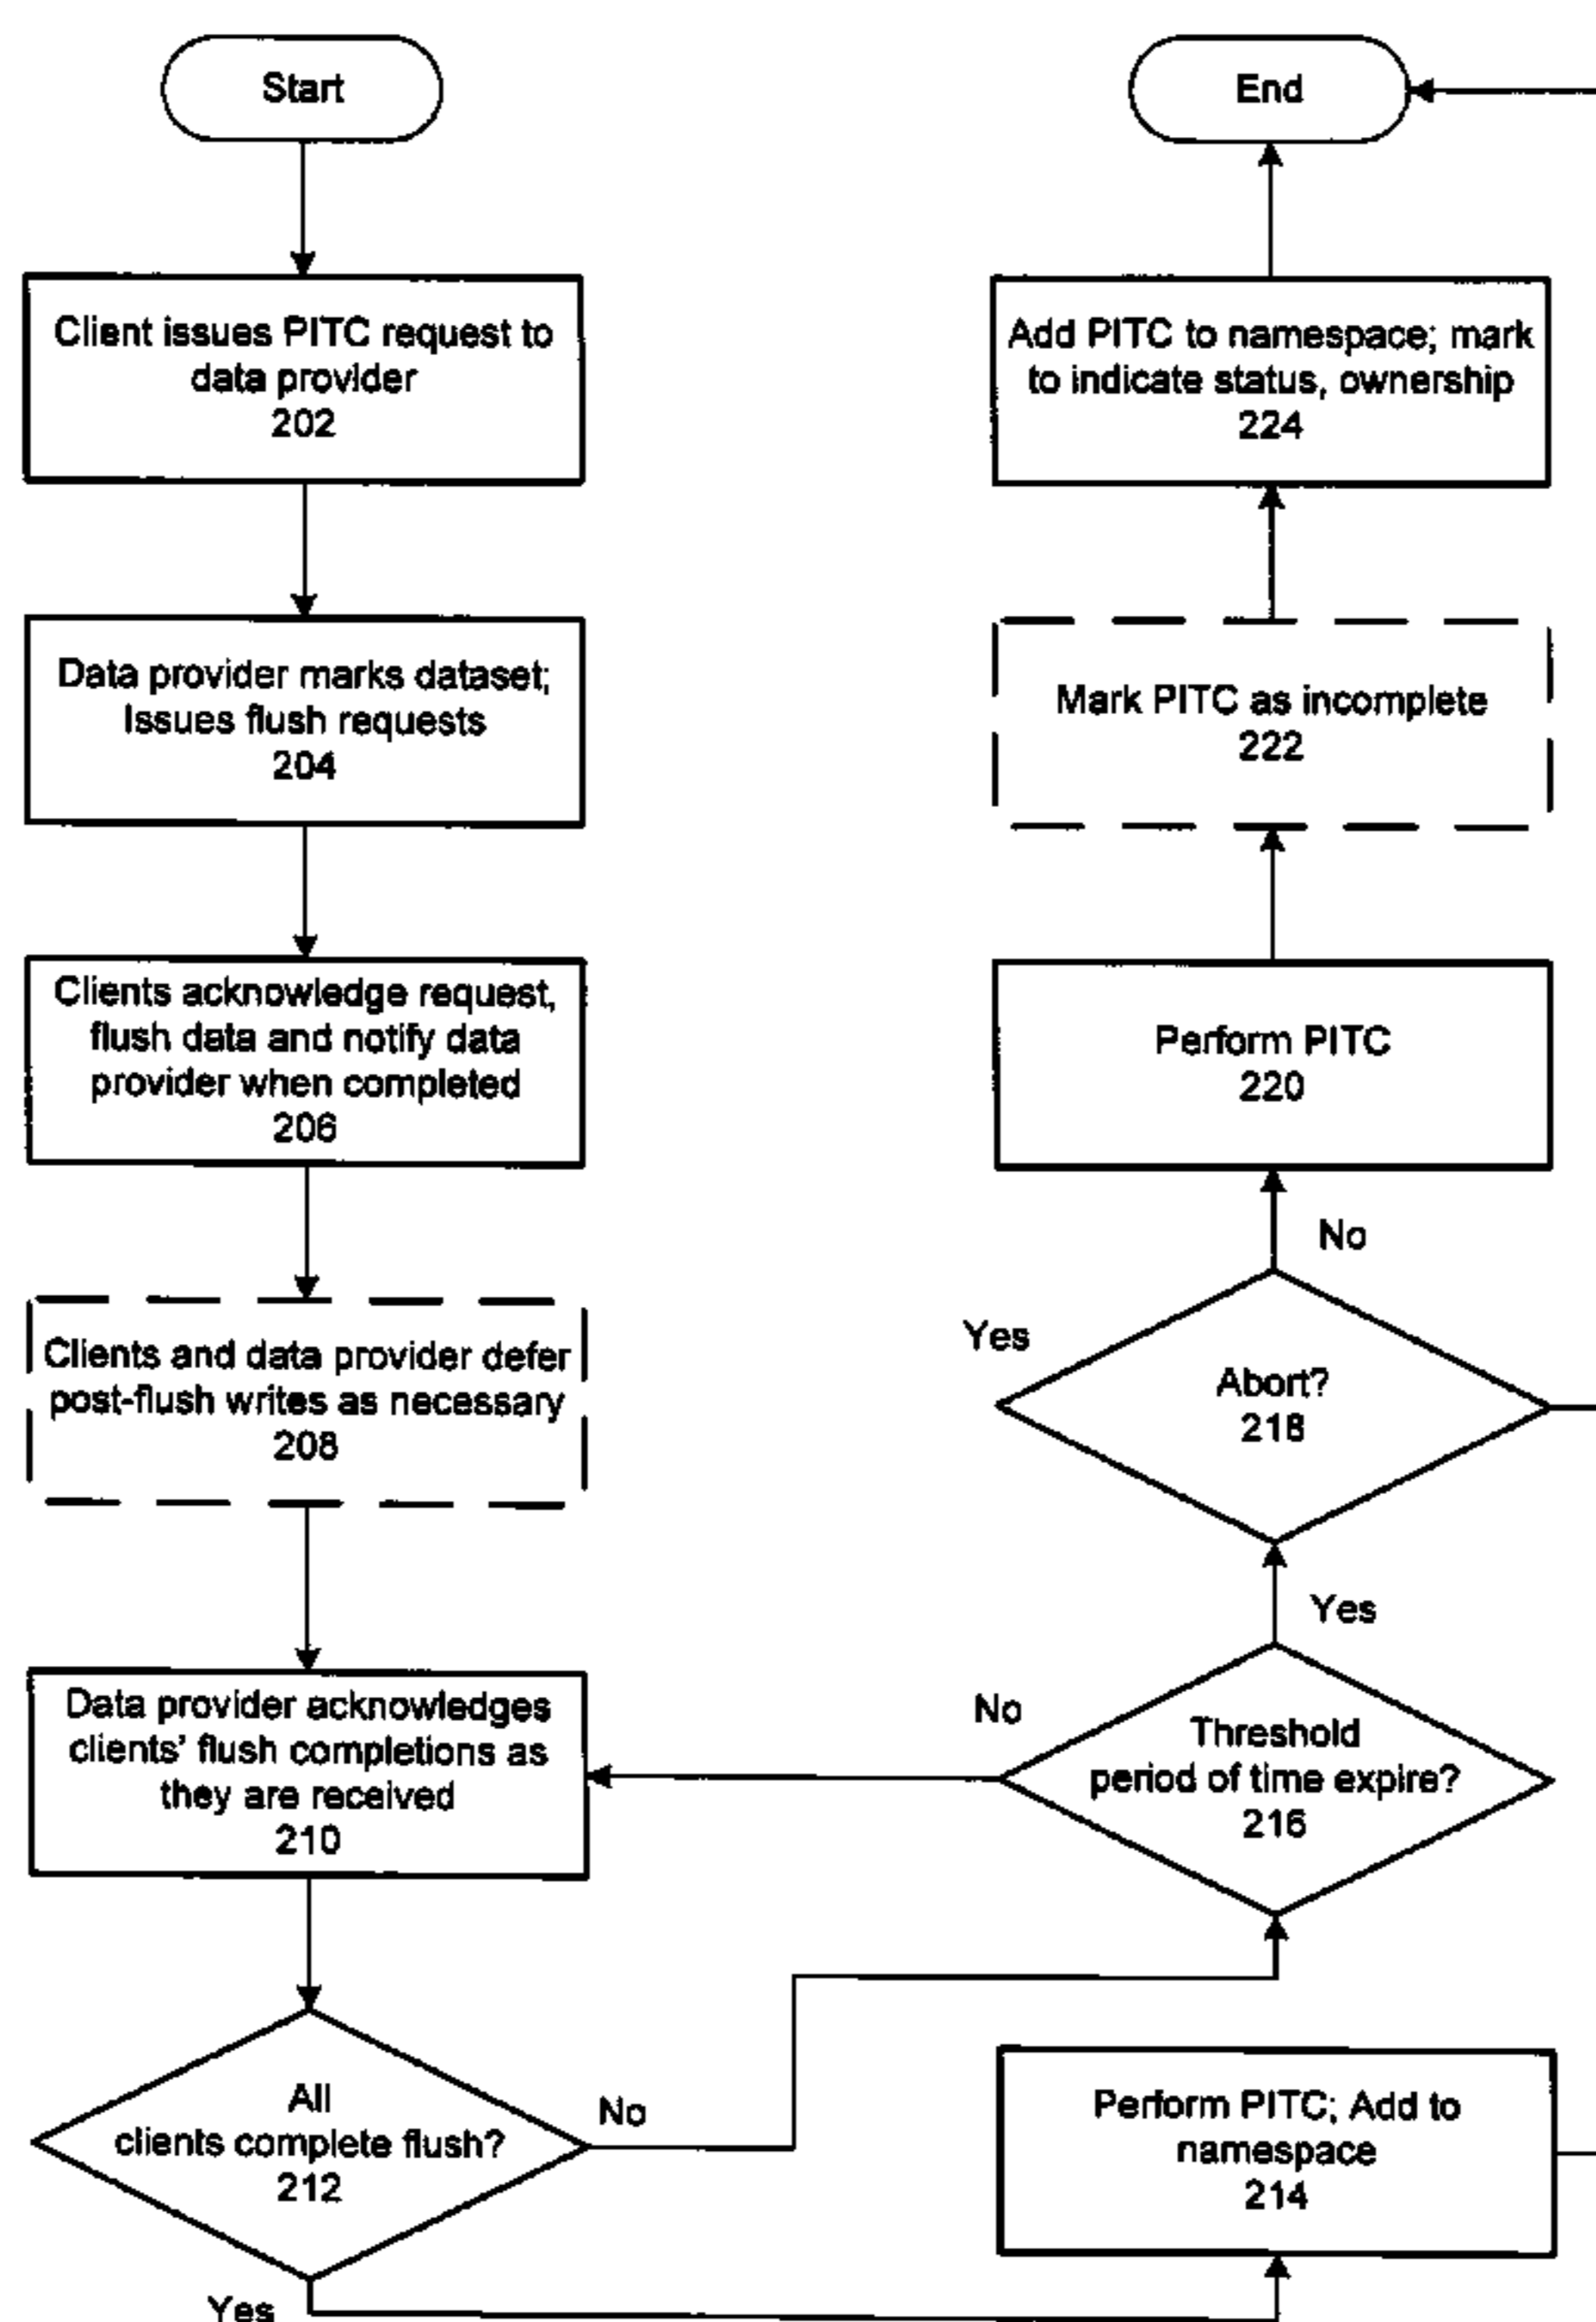 Start
Client issues PITC request to
data provider
202
Data provider marks dataset;
Issues flush requests
204
Clients acknowledge request,
flush data and notify data
provider when completed
206
Clients and data provider defer
post-flush writes as necessary
208
Data provider acknowledges
clients' flush completions as
they are received
210
All
clients complete flush?
212
No
Yes
End
Add PITC to namespace; mark
to indicate status, ownership
224
Mark PITC as incomplete
222
Perform PITC
220
No
Yes
Abort?
218
Yes
No
Threshold
period of time expire?
216
Perform PITC; Add to
namespace
214